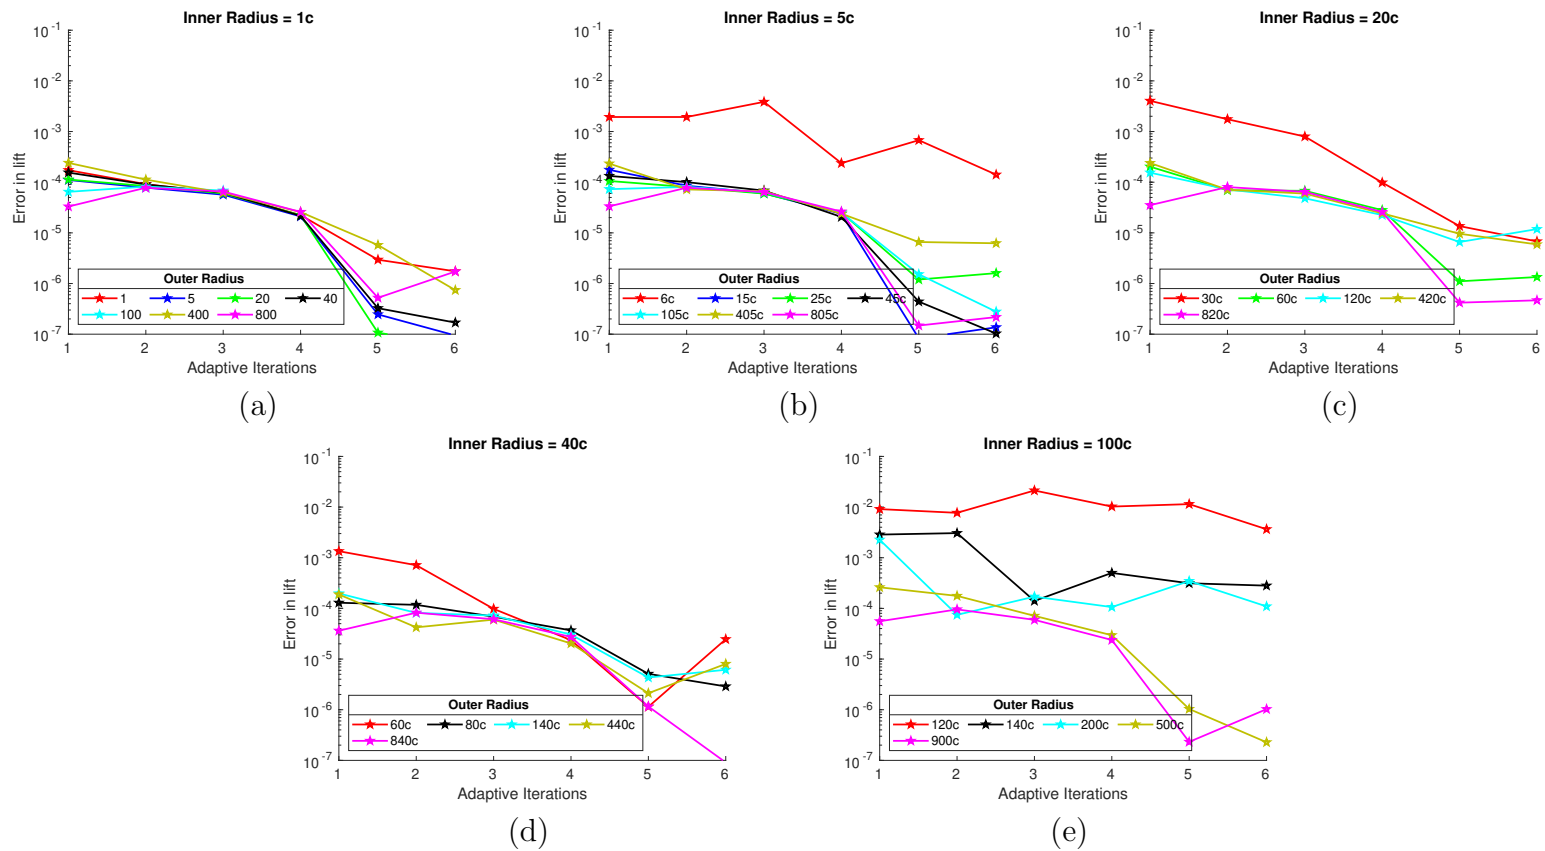 Inner Radius = 1c
Error in lift
10^-1
10^-2
10^-3
10^-4
10^-5
10^-6
10^-7
Outer Radius
1 5 20 40
100 400 800
1 2 3 4 5 6
Adaptive Iterations
(a)
Inner Radius = 5c
Error in lift
10^-1
10^-2
10^-3
10^-4
10^-5
10^-6
10^-7
Outer Radius
6c 15c 25c 45c
105c 405c 805c
1 2 3 4 5 6
Adaptive Iterations
(b)
Inner Radius = 20c
Error in lift
10^-1
10^-2
10^-3
10^-4
10^-5
10^-6
10^-7
Outer Radius
30c 60c 120c 420c
820c
1 2 3 4 5 6
Adaptive Iterations
(c)
Inner Radius = 40c
Error in lift
10^-1
10^-2
10^-3
10^-4
10^-5
10^-6
10^-7
Outer Radius
60c 80c 140c 440c
840c
1 2 3 4 5 6
Adaptive Iterations
(d)
Inner Radius = 100c
Error in lift
10^-1
10^-2
10^-3
10^-4
10^-5
10^-6
10^-7
Outer Radius
120c 140c 200c 500c
900c
1 2 3 4 5 6
Adaptive Iterations
(e)